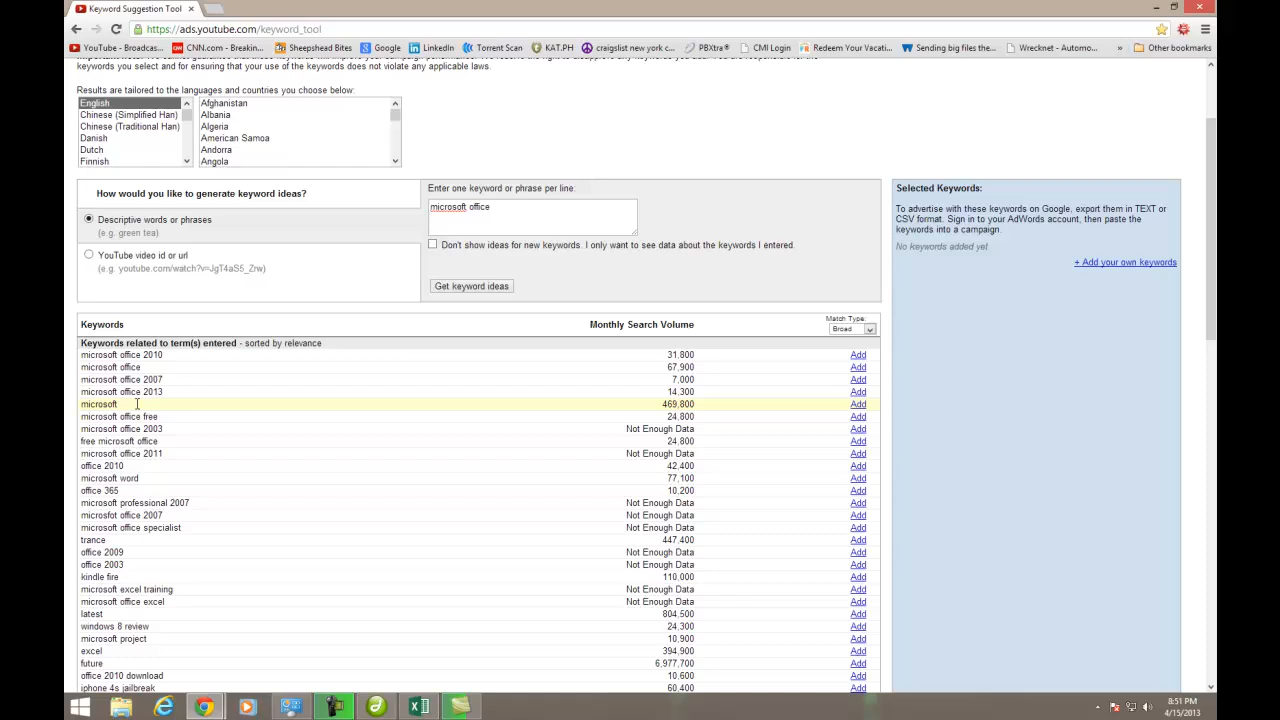 Keyword Suggestion Tool
https://ads.youtube.com/keyword_tool
YouTube - Broadcas... CNN.com - Breakin... Sheepshead Bites Google LinkedIn Torrent Scan KAT.PH craigslist new york c... PBXtra® CMI Login Redeem Your Vacati... Sending big files the... Wrecknet - Automo... » Other bookmarks
keywords you select and for ensuring that your use of the keywords does not violate any applicable laws.
Results are tailored to the languages and countries you choose below:
English Afghanistan
Chinese (Simplified Han) Albania
Chinese (Traditional Han) Algeria
Danish American Samoa
Dutch Andorra
Finnish Angola
How would you like to generate keyword ideas?
Descriptive words or phrases
(e.g. green tea)
YouTube video id or url
(e.g. youtube.com/watch?v=JgT4aS5_Zrw)
Enter one keyword or phrase per line:
microsoft office
Don't show ideas for new keywords. I only want to see data about the keywords I entered.
Get keyword ideas
Selected Keywords:
To advertise with these keywords on Google, export them in TEXT or
CSV format. Sign in to your AdWords account, then paste the
keywords into a campaign.
No keywords added yet
+ Add your own keywords
Keywords Monthly Search Volume Match Type:
Broad
Keywords related to term(s) entered - sorted by relevance
microsoft office 2010 31,800 Add
microsoft office 67,900 Add
microsoft office 2007 7,000 Add
microsoft office 2013 14,300 Add
microsoft 469,800 Add
microsoft office free 24,800 Add
microsoft office 2003 Not Enough Data Add
free microsoft office 24,800 Add
microsoft office 2011 Not Enough Data Add
office 2010 42,400 Add
microsoft word 77,100 Add
office 365 10,200 Add
microsoft professional 2007 Not Enough Data Add
microsfot office 2007 Not Enough Data Add
microsoft office specialist Not Enough Data Add
trance 447,400 Add
office 2009 Not Enough Data Add
office 2003 Not Enough Data Add
kindle fire 110,000 Add
microsoft excel training Not Enough Data Add
microsoft office excel Not Enough Data Add
latest 804,500 Add
windows 8 review 24,300 Add
microsoft project 10,900 Add
excel 394,900 Add
future 6,977,700 Add
office 2010 download 10,600 Add
iphone 4s jailbreak 60,400 Add
8:51 PM
4/15/2013